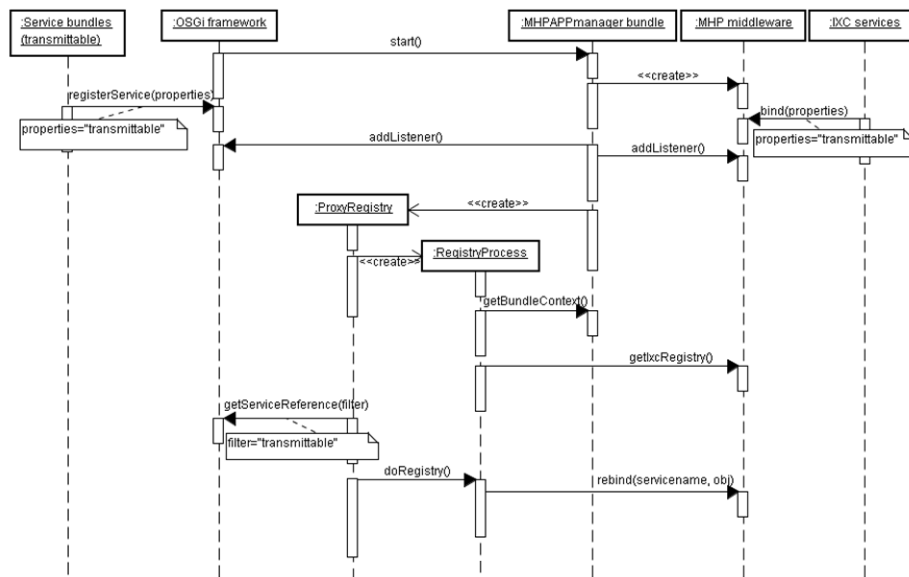 :Service bundles
(transmittable)
:OSGi framework
:MHPAPPmanager bundle
:MHP middleware
:IXC services
start()
<<create>>
registerService(properties)
bind(properties)
properties="transmittable"
properties="transmittable"
addListener()
addListener()
<<create>>
:ProxyRegistry
<<create>>
:RegistryProcess
getBundleContext()
getIxcRegistry()
getServiceReference(filter)
filter="transmittable"
doRegistry()
rebind(servicename, obj)